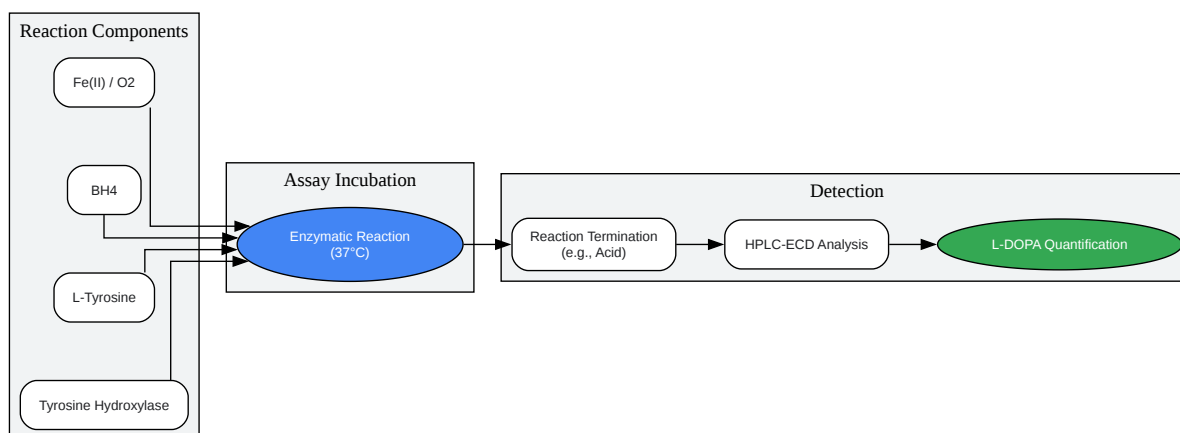 Reaction Components
Fe(II) / O2
BH4
L-Tyrosine
Tyrosine Hydroxylase
Assay Incubation
Enzymatic Reaction
(37°C)
Detection
Reaction Termination
(e.g., Acid)
HPLC-ECD Analysis
L-DOPA Quantification